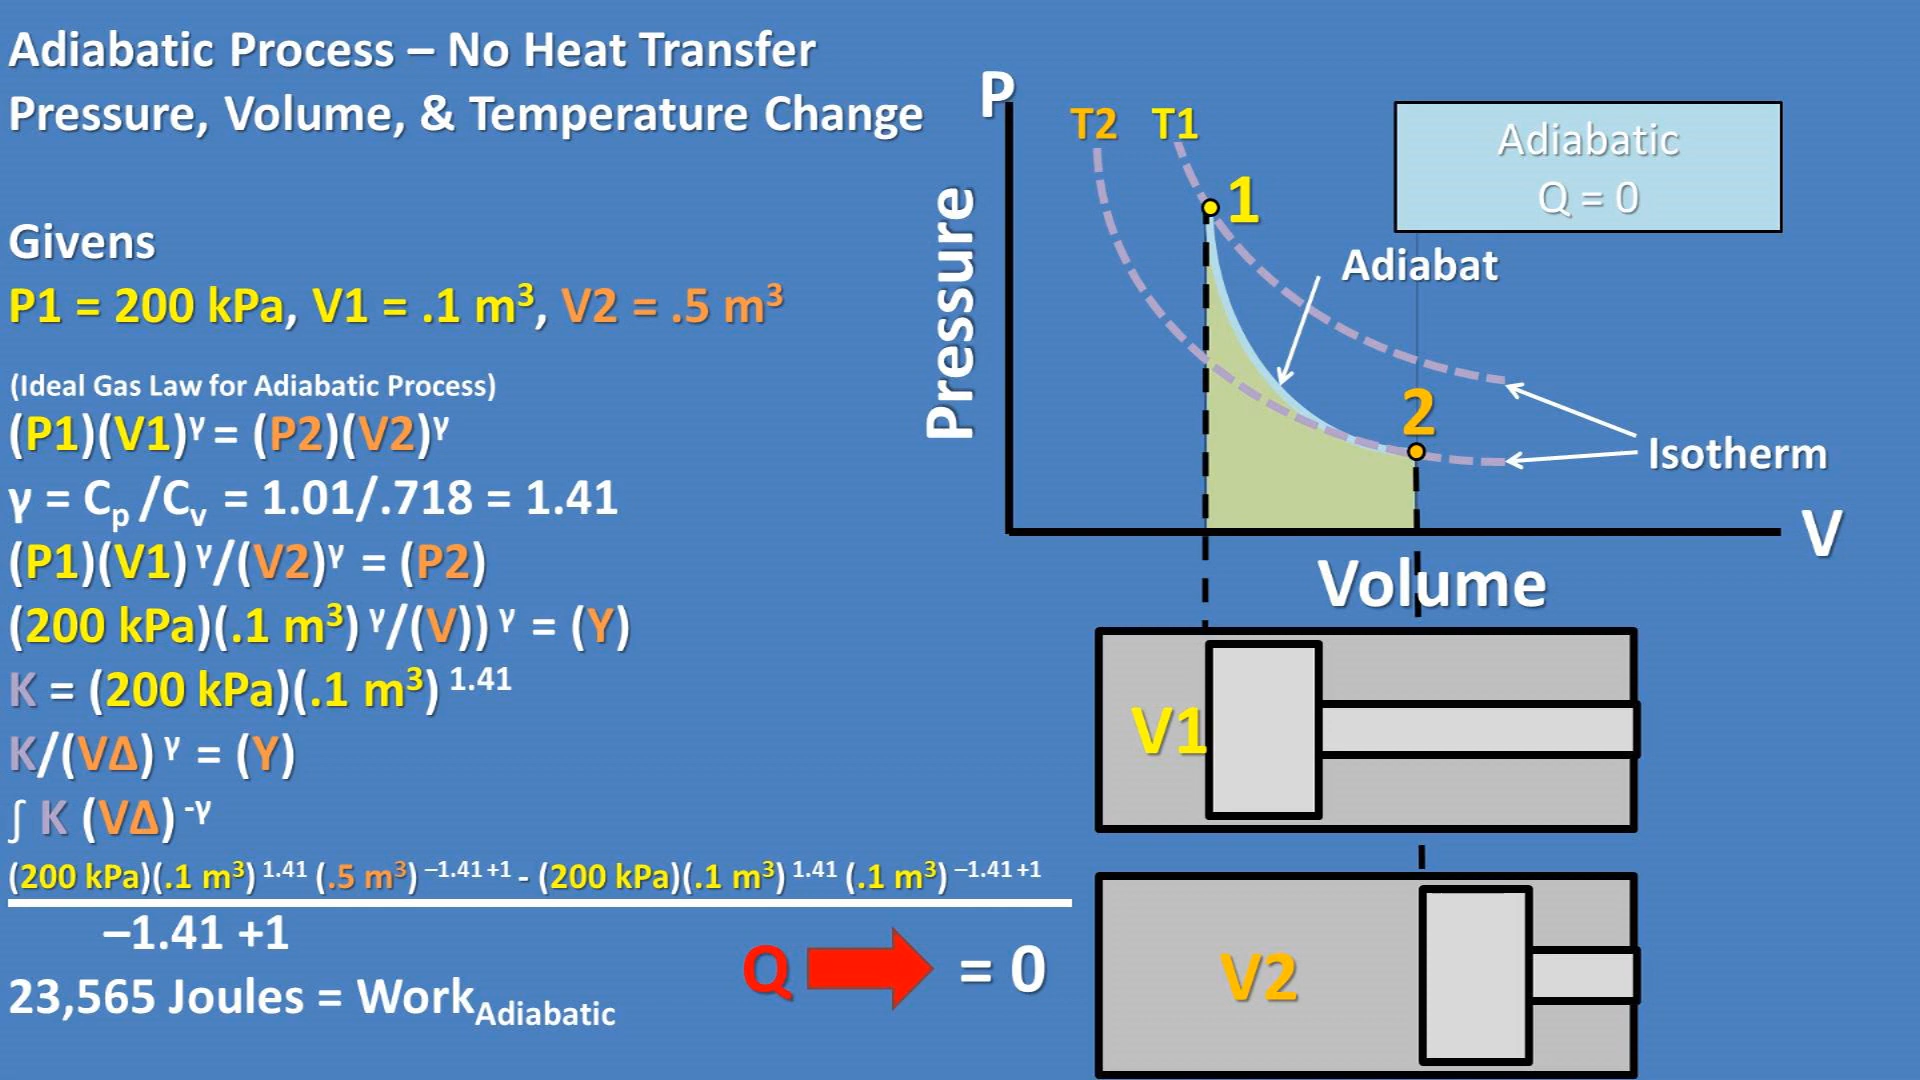 Adiabatic Process – No Heat Transfer
Pressure, Volume, & Temperature Change
Givens
P1 = 200 kPa, V1 = .1 m³, V2 = .5 m³
(Ideal Gas Law for Adiabatic Process)
(P1)(V1)ᵞ = (P2)(V2)ᵞ
γ = Cₚ /Cᵥ = 1.01/.718 = 1.41
(P1)(V1) ᵞ/(V2)ᵞ = (P2)
(200 kPa)(.1 m³) ᵞ/(V)) ᵞ = (Y)
K = (200 kPa)(.1 m³) ¹·⁴¹
K/(VΔ) ᵞ = (Y)
∫ K (VΔ) ⁻ᵞ
(200 kPa)(.1 m³) ¹·⁴¹ (.5 m³) ⁻¹·⁴¹ ⁺¹ - (200 kPa)(.1 m³) ¹·⁴¹ (.1 m³) ⁻¹·⁴¹ ⁺¹
–1.41 +1
23,565 Joules = Work Adiabatic
Q = 0
P
T2 T1
1
Adiabatic
Q = 0
Adiabat
Pressure
2
Isotherm
V
Volume
V1
V2